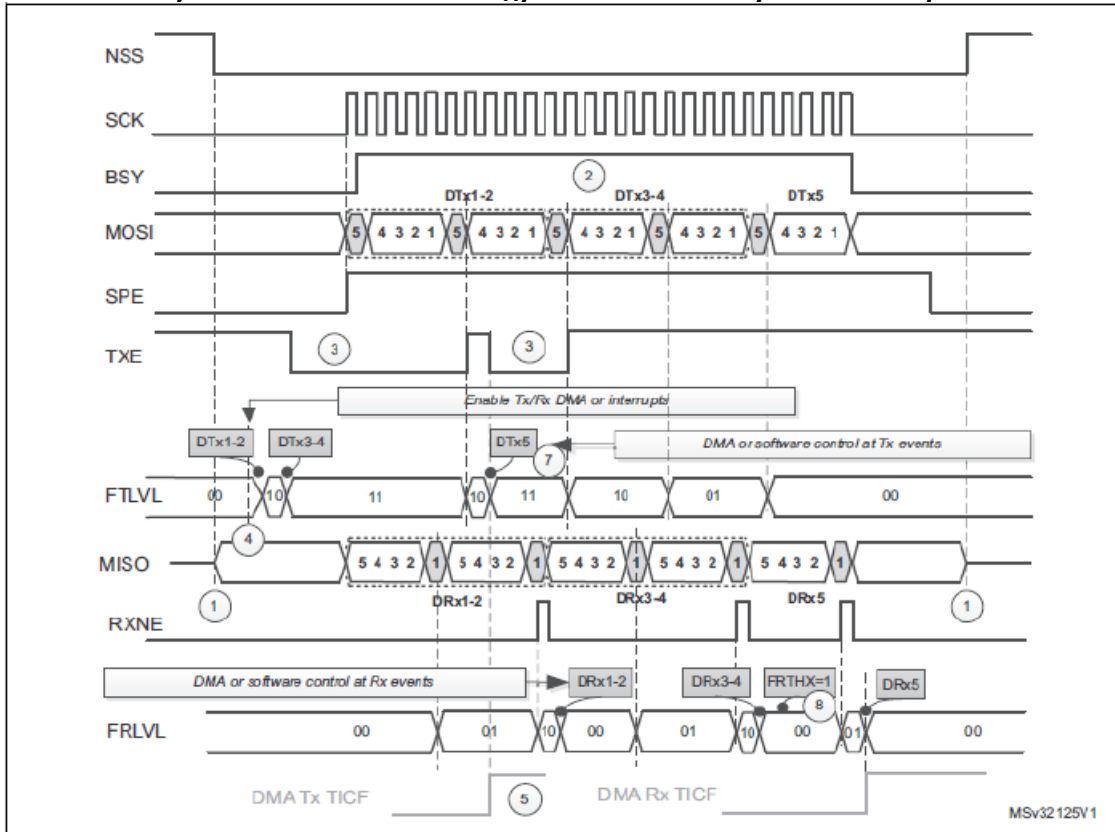 NSS
SCK
BSY
2
DTx1-2 DTx3-4 DTx5
MOSI 5 4 3 2 1 5 4 3 2 1 5 4 3 2 1 5 4 3 2 1 5 4 3 2 1
SPE
TXE 3 3
Enable Tx/Rx DMA or interrupts
DTx1-2 DTx3-4 DTx5 DMA or software control at Tx events
7
FTLVL 00 10 11 10 11 10 01 00
4
MISO 5 4 3 2 1 5 4 3 2 1 5 4 3 2 1 5 4 3 2 1 5 4 3 2 1
1 DRx1-2 DRx3-4 DRx5 1
RXNE
DMA or software control at Rx events DRx1-2 DRx3-4 FRTHX=1 DRx5
8
FRLVL 00 01 10 00 01 10 00 01 00
DMA Tx TICF 5 DMA Rx TICF
MSv32125V1